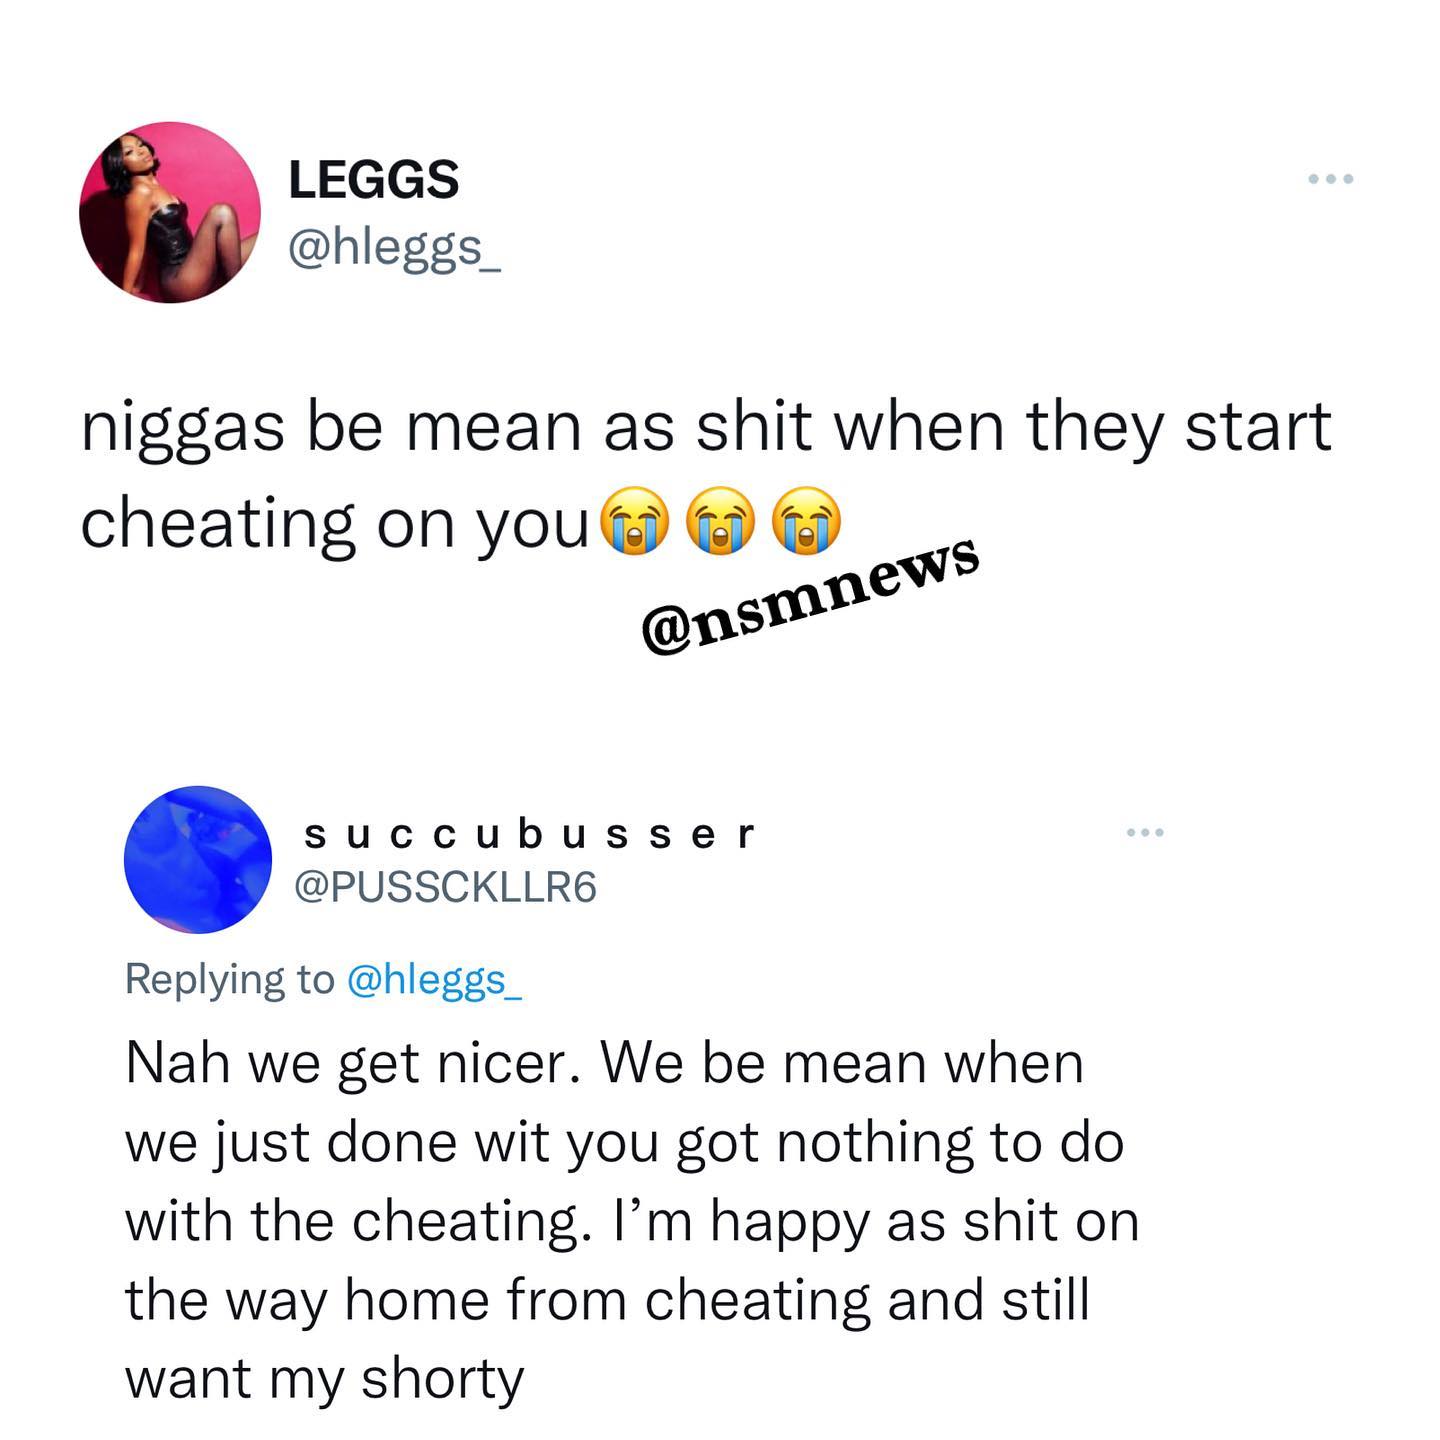 LEGGS
@hleggs_
niggas be mean as shit when they start
cheating on you😭😭😭
@nsmnews
s u c c u b u s s e r
@PUSSCKLLR6
Replying to @hleggs_
Nah we get nicer. We be mean when
we just done wit you got nothing to do
with the cheating. I’m happy as shit on
the way home from cheating and still
want my shorty